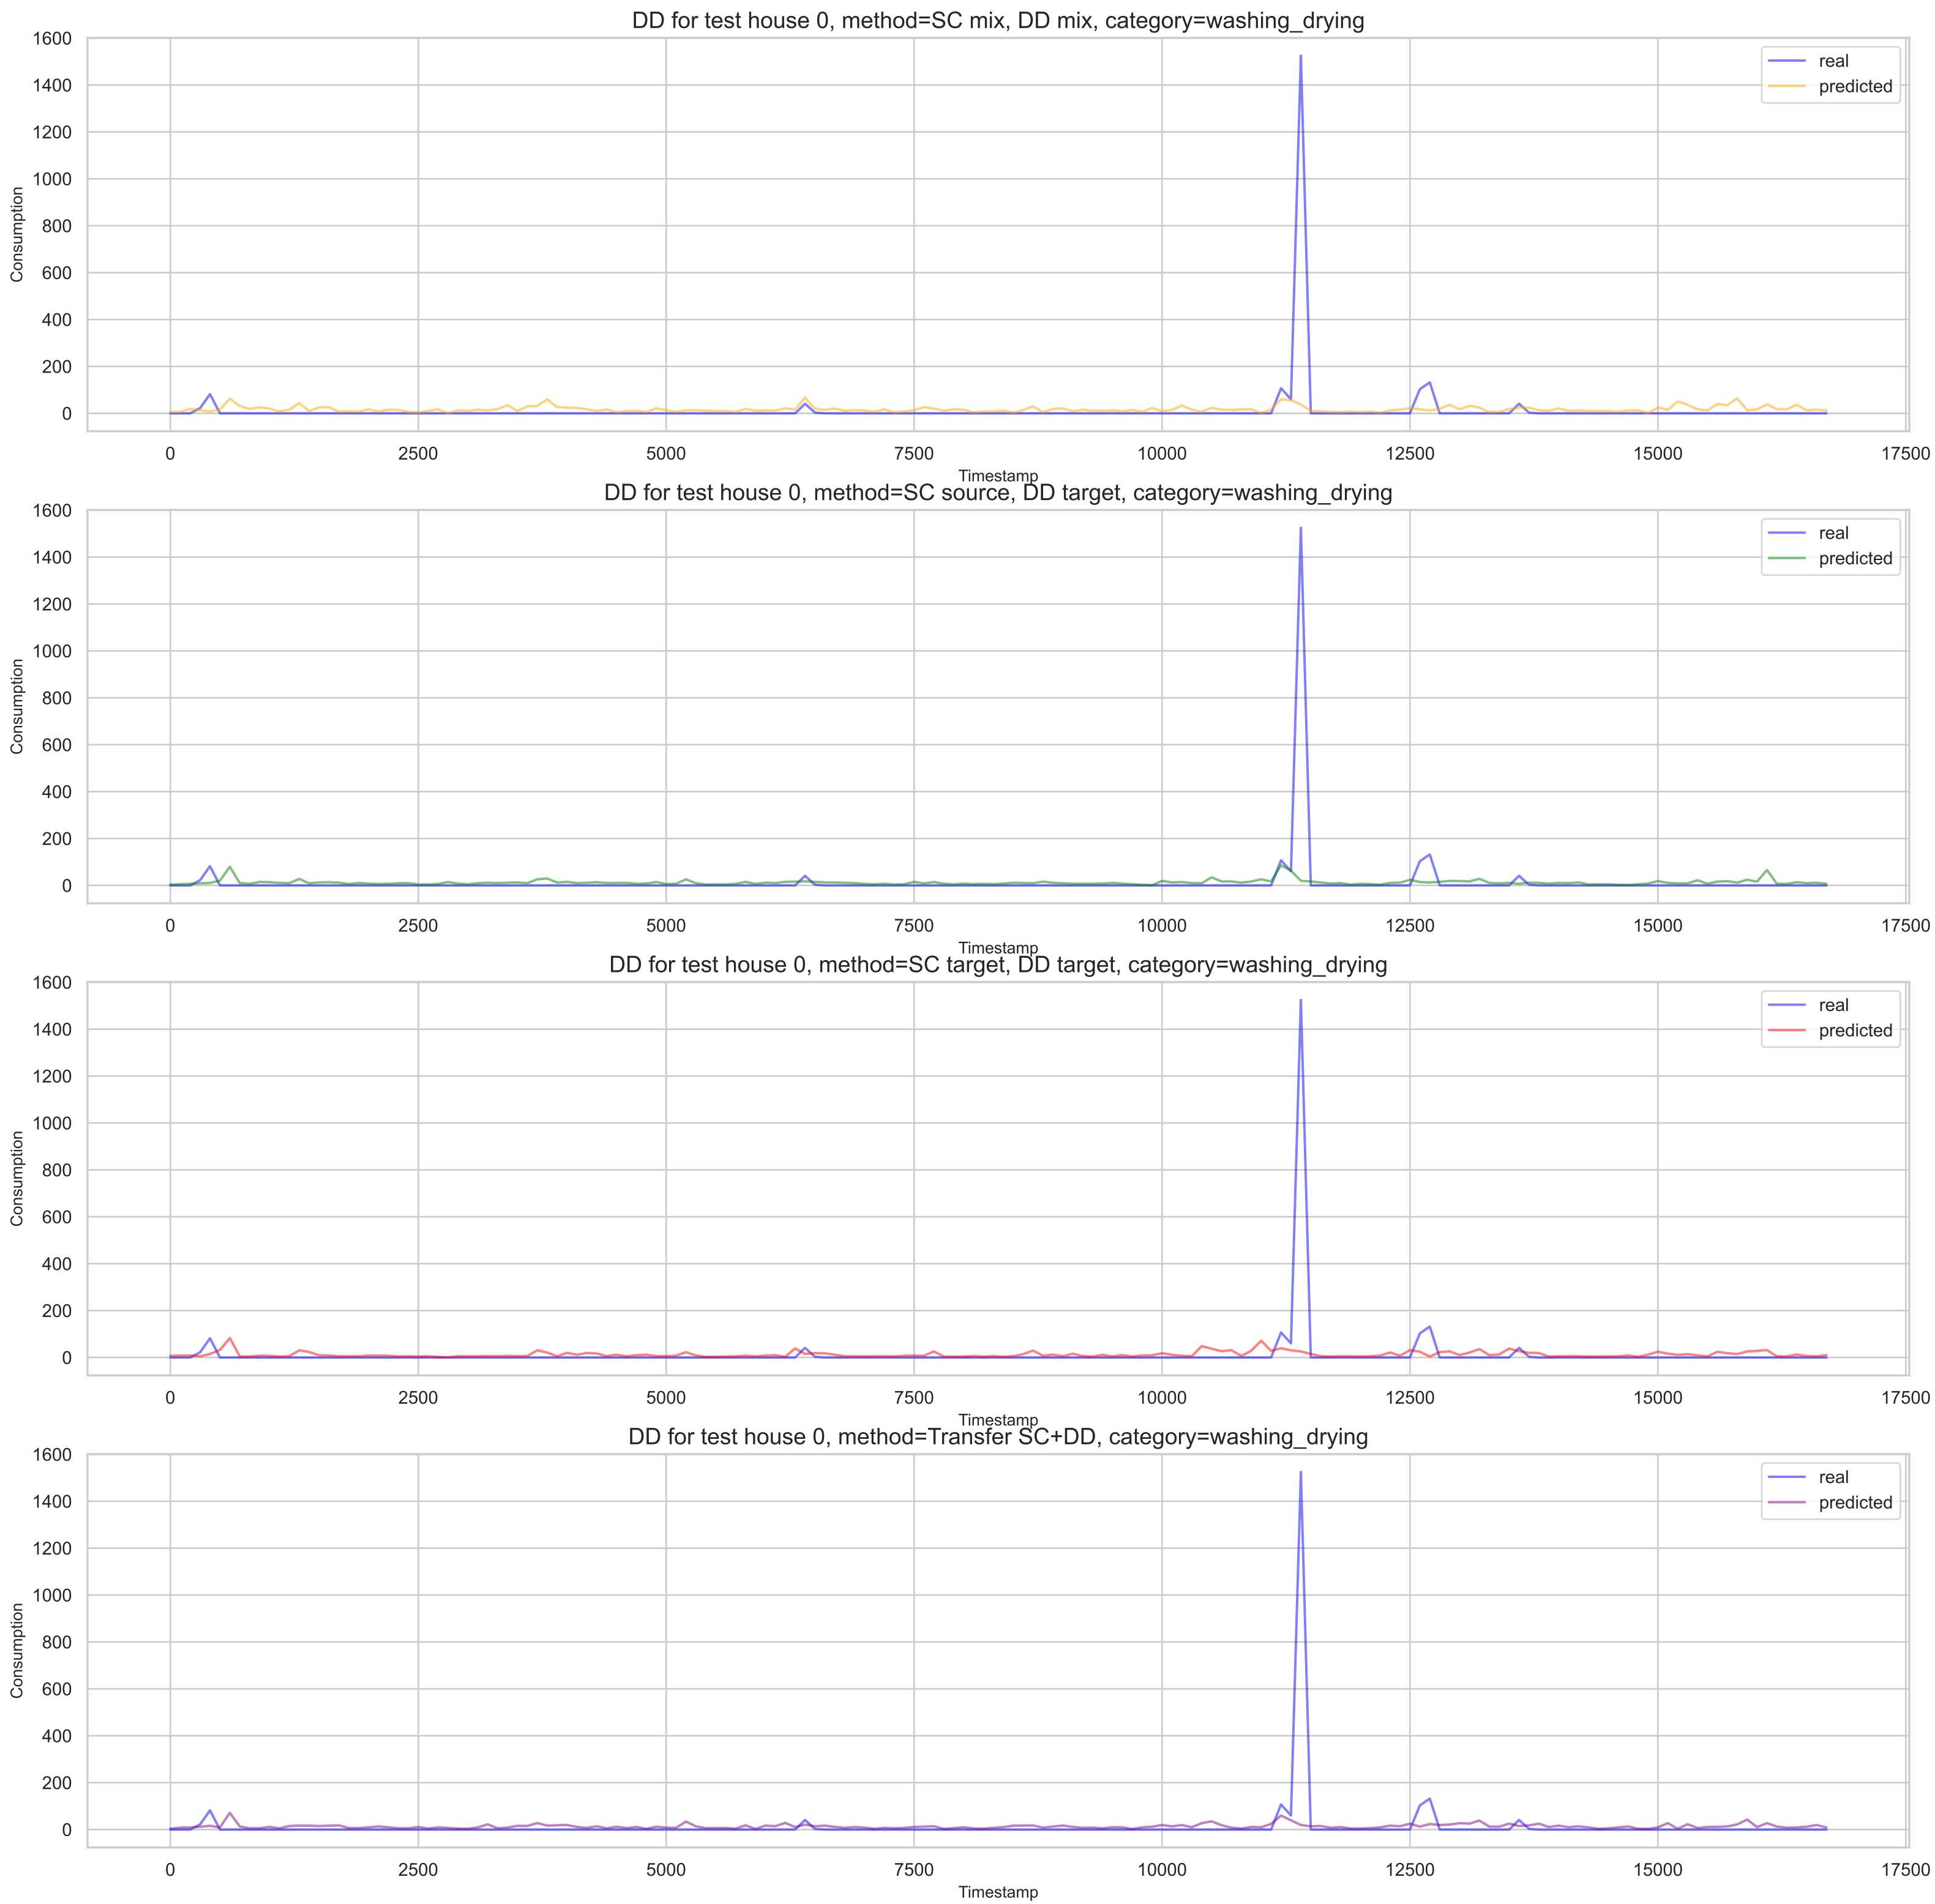 DD for test house 0, method=SC mix, DD mix, category=washing_drying
1600
1400
1200
1000
800
600
400
200
0
Consumption
real
predicted
0 2500 5000 7500 10000 12500 15000 17500
Timestamp
DD for test house 0, method=SC source, DD target, category=washing_drying
1600
1400
1200
1000
800
600
400
200
0
Consumption
real
predicted
0 2500 5000 7500 10000 12500 15000 17500
Timestamp
DD for test house 0, method=SC target, DD target, category=washing_drying
1600
1400
1200
1000
800
600
400
200
0
Consumption
real
predicted
0 2500 5000 7500 10000 12500 15000 17500
Timestamp
DD for test house 0, method=Transfer SC+DD, category=washing_drying
1600
1400
1200
1000
800
600
400
200
0
Consumption
real
predicted
0 2500 5000 7500 10000 12500 15000 17500
Timestamp